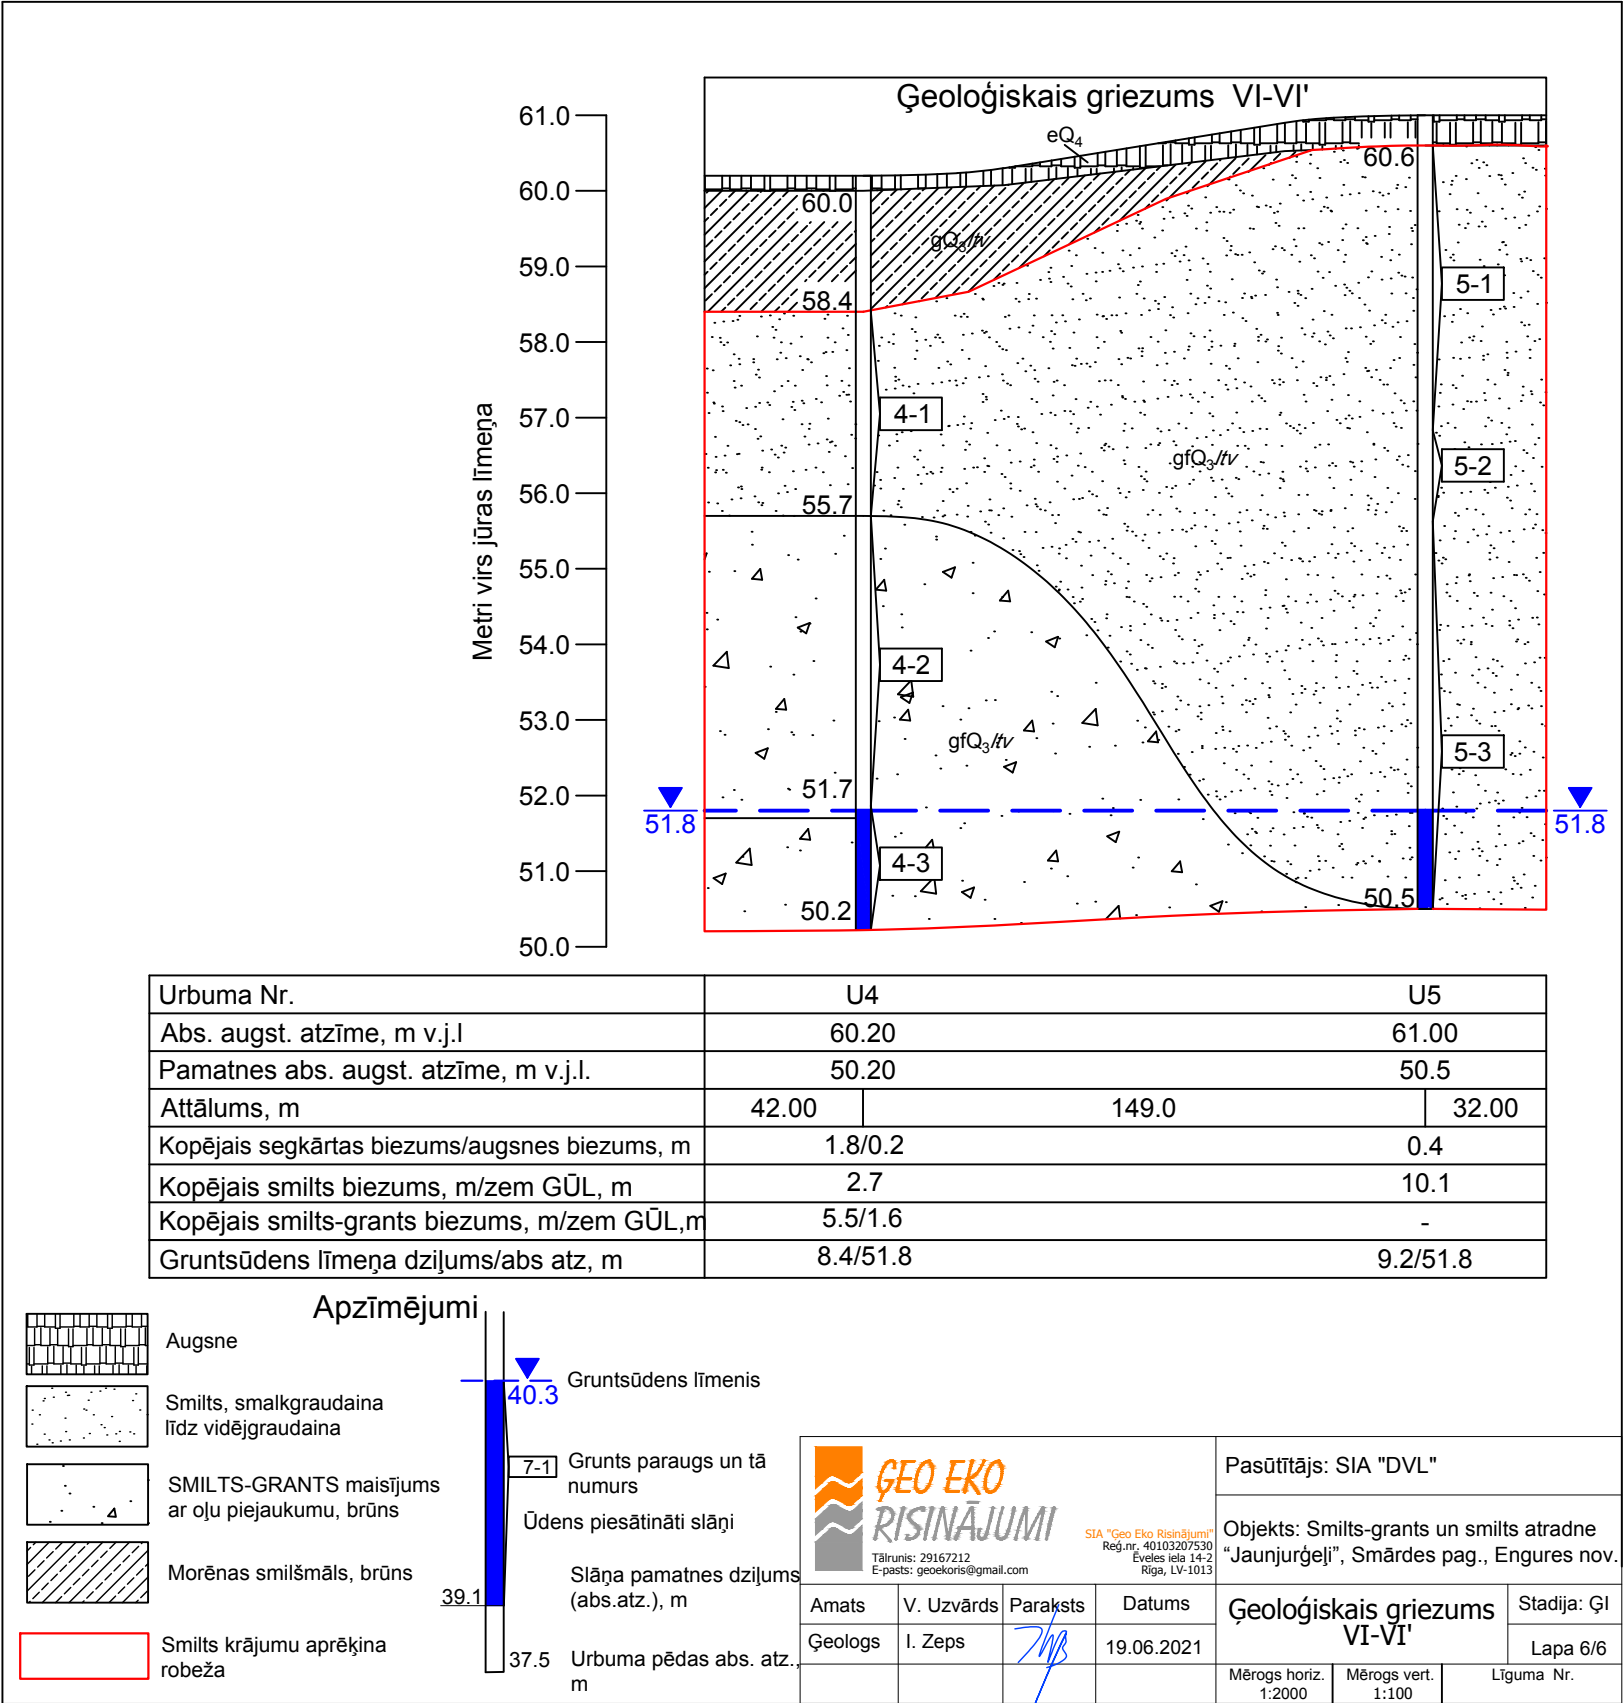 Ģeoloģiskais griezums VI-VI'
Metri virs jūras līmeņa
61.0
60.0
59.0
58.0
57.0
56.0
55.0
54.0
53.0
52.0
51.0
50.0
eQ4
60.6
60.0
gQ3ltv
58.4
5-1
4-1
gfQ3ltv
5-2
55.7
4-2
gfQ3ltv
5-3
51.7
51.8
51.8
4-3
50.2
50.5
Urbuma Nr. U4 U5
Abs. augst. atzīme, m v.j.l 60.20 61.00
Pamatnes abs. augst. atzīme, m v.j.l. 50.20 50.5
Attālums, m 42.00 149.0 32.00
Kopējais segkārtas biezums/augsnes biezums, m 1.8/0.2 0.4
Kopējais smilts biezums, m/zem GŪL, m 2.7 10.1
Kopējais smilts-grants biezums, m/zem GŪL,m 5.5/1.6 -
Gruntsūdens līmeņa dziļums/abs atz, m 8.4/51.8 9.2/51.8
Apzīmējumi
Augsne
Smilts, smalkgraudaina
līdz vidējgraudaina
SMILTS-GRANTS maisījums
ar oļu piejaukumu, brūns
Morēnas smilšmāls, brūns
Smilts krājumu aprēķina
robeža
40.3
Gruntsūdens līmenis
7-1
Grunts paraugs un tā
numurs
Ūdens piesātināti slāņi
39.1
Slāņa pamatnes dziļums
(abs.atz.), m
37.5
Urbuma pēdas abs. atz.,
m
ĢEO EKO
RISINĀJUMI
Tālrunis: 29167212
E-pasts: geoekoris@gmail.com
SIA "Geo Eko Risinājumi"
Reģ.nr. 40103207530
Ēveles iela 14-2
Rīga, LV-1013
Pasūtītājs: SIA "DVL"
Objekts: Smilts-grants un smilts atradne
“Jaunjurģeļi”, Smārdes pag., Engures nov.
Amats V. Uzvārds Paraksts Datums
Ģeologs I. Zeps 19.06.2021
Ģeoloģiskais griezums
VI-VI'
Stadija: ĢI
Lapa 6/6
Mērogs horiz.
1:2000
Mērogs vert.
1:100
Līguma Nr.